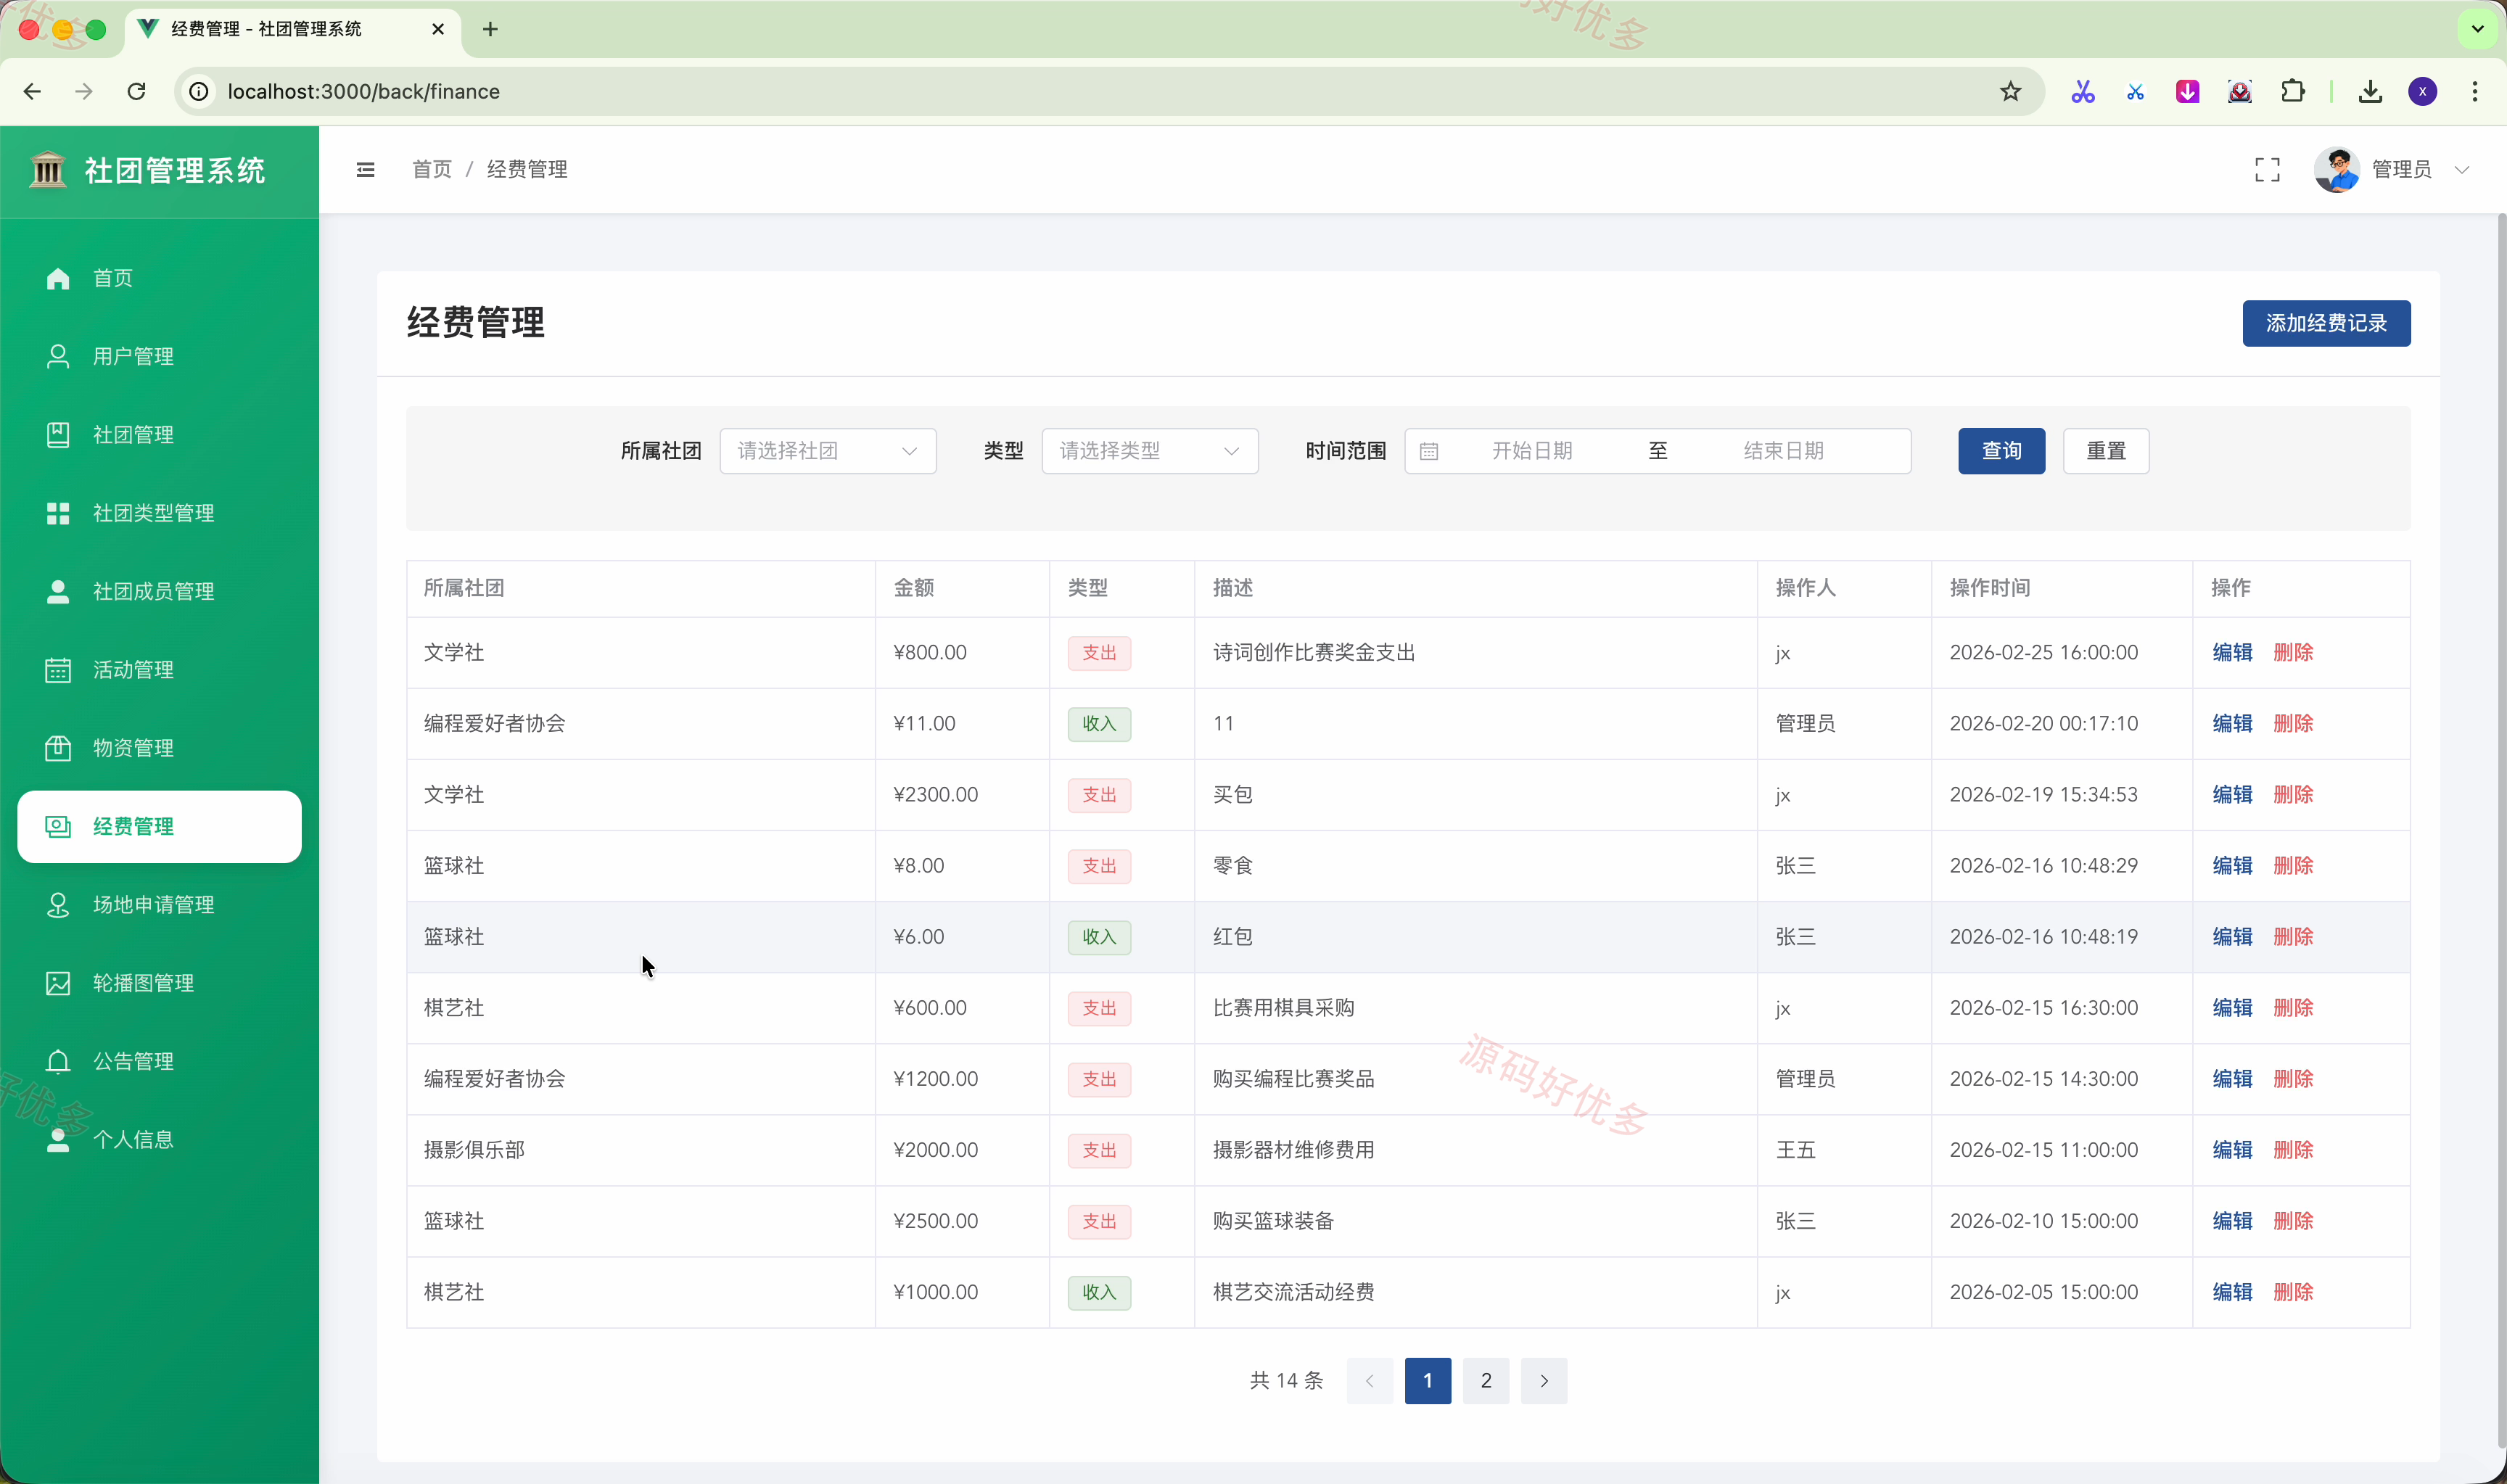 经费管理 - 社团管理系统
localhost:3000/back/finance
X
社团管理系统
首页 / 经费管理
管理员
首页
用户管理
社团管理
社团类型管理
社团成员管理
活动管理
物资管理
经费管理
场地申请管理
轮播图管理
公告管理
个人信息
经费管理
添加经费记录
所属社团 请选择社团 类型 请选择类型 时间范围 开始日期 至 结束日期 查询 重置
所属社团 金额 类型 描述 操作人 操作时间 操作
文学社 ¥800.00 支出 诗词创作比赛奖金支出 jx 2026-02-25 16:00:00 编辑 删除
编程爱好者协会 ¥11.00 收入 11 管理员 2026-02-20 00:17:10 编辑 删除
文学社 ¥2300.00 支出 买包 jx 2026-02-19 15:34:53 编辑 删除
篮球社 ¥8.00 支出 零食 张三 2026-02-16 10:48:29 编辑 删除
篮球社 ¥6.00 收入 红包 张三 2026-02-16 10:48:19 编辑 删除
棋艺社 ¥600.00 支出 比赛用棋具采购 jx 2026-02-15 16:30:00 编辑 删除
编程爱好者协会 ¥1200.00 支出 购买编程比赛奖品 管理员 2026-02-15 14:30:00 编辑 删除
摄影俱乐部 ¥2000.00 支出 摄影器材维修费用 王五 2026-02-15 11:00:00 编辑 删除
篮球社 ¥2500.00 支出 购买篮球装备 张三 2026-02-10 15:00:00 编辑 删除
棋艺社 ¥1000.00 收入 棋艺交流活动经费 jx 2026-02-05 15:00:00 编辑 删除
共 14 条 1 2
源码好优多
码好优多
好优多
优多